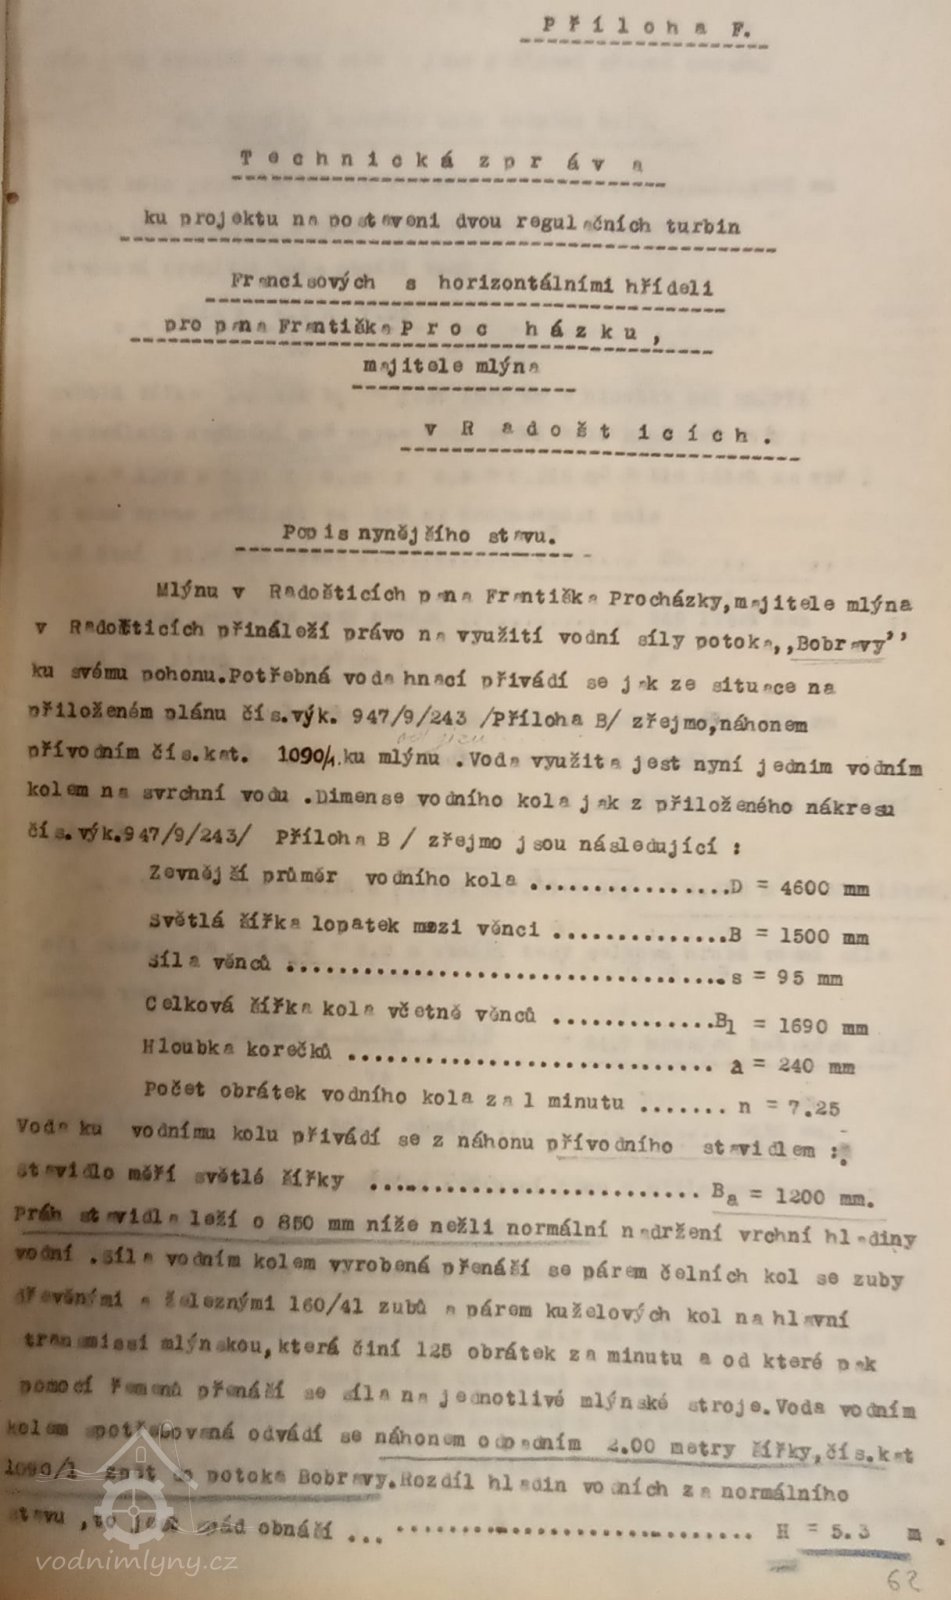 Příloha F.
Technická zpráva
ku projektu na postavení dvou regulačních turbin
Francisových s horizontálními hřídeli
pro pana Františka Procházku,
majitele mlýna
v Radošticích.
Popis nynějšího stavu.
Mlýnu v Radošticích pana Františka Procházky, majitele mlýna
v Radošticích přináleží právo na využití vodní síly potoka,,Bobravy’’
ku svému pohonu.Potřebná voda hnací přivádí se jak ze situace na
přiloženém plánu čís.výk. 947/9/243 /Příloha B/ zřejmo,náhonem
přívodním čís.kat. 1090/1.ku mlýnu .Voda využita jest nyní jedním vodním
kolem na svrchní vodu .Dimense vodního kola jak z přiloženého nákresu
čís.výk.947/9/243/ Příloha B / zřejmo jsou následující :
Zevnější průměr vodního kola .................D = 4600 mm
Světlá šířka lopatek mezi věnci ...............B = 1500 mm
Síla věnců .....................................s = 95 mm
Celková šířka kola včetně věnců ..............B1 = 1690 mm
Hloubka korečků ............................... a = 240 mm
Počet obrátek vodního kola za 1 minutu ....... n = 7.25
Voda ku vodnímu kolu přivádí se z náhonu přívodního stavidlem :
stavidlo měří světlé šířky ............................ Ba = 1200 mm.
Práh stavidla leží o 850 mm níže nežli normální nadržení vrchní hladiny
vodní .Síla vodním kolem vyrobená přenáší se párem čelních kol se zuby
dřevěnými a železnými 160/41 zubů a párem kuželových kol na hlavní
transmissi mlýnskou,která činí 125 obrátek za minutu a od které pak
pomocí řemenů přenáší se síla na jednotlivé mlýnské stroje.Voda vodním
kolem spotřebovaná odvádí se náhonem odpadním 2.00 metry šířky,čís.kat
1090/1 zpět do potoka Bobravy.Rozdíl hladin vodních za normálního
stavu ,to jest spád obnáší ... .............................. H = 5.3 m .
vodnimlyny.cz
62